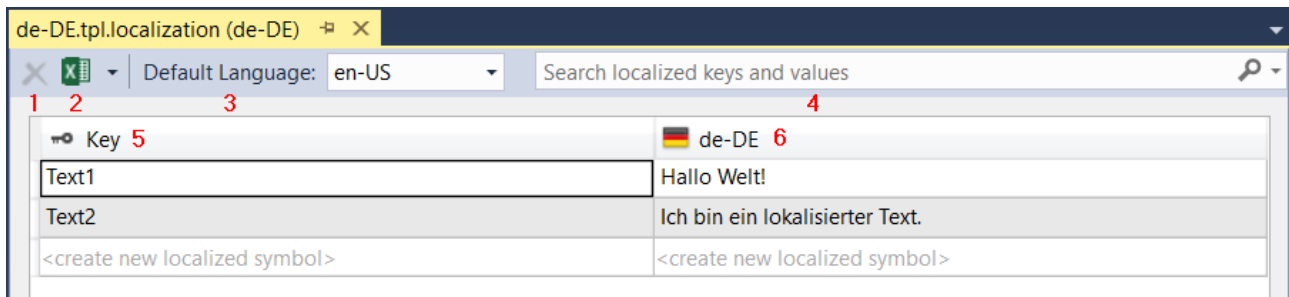 de-DE.tpl.localization (de-DE)
Default Language: en-US Search localized keys and values
1 2 3 4
Key 5 de-DE 6
Text1 Hallo Welt!
Text2 Ich bin ein lokalisierter Text.
<create new localized symbol> <create new localized symbol>